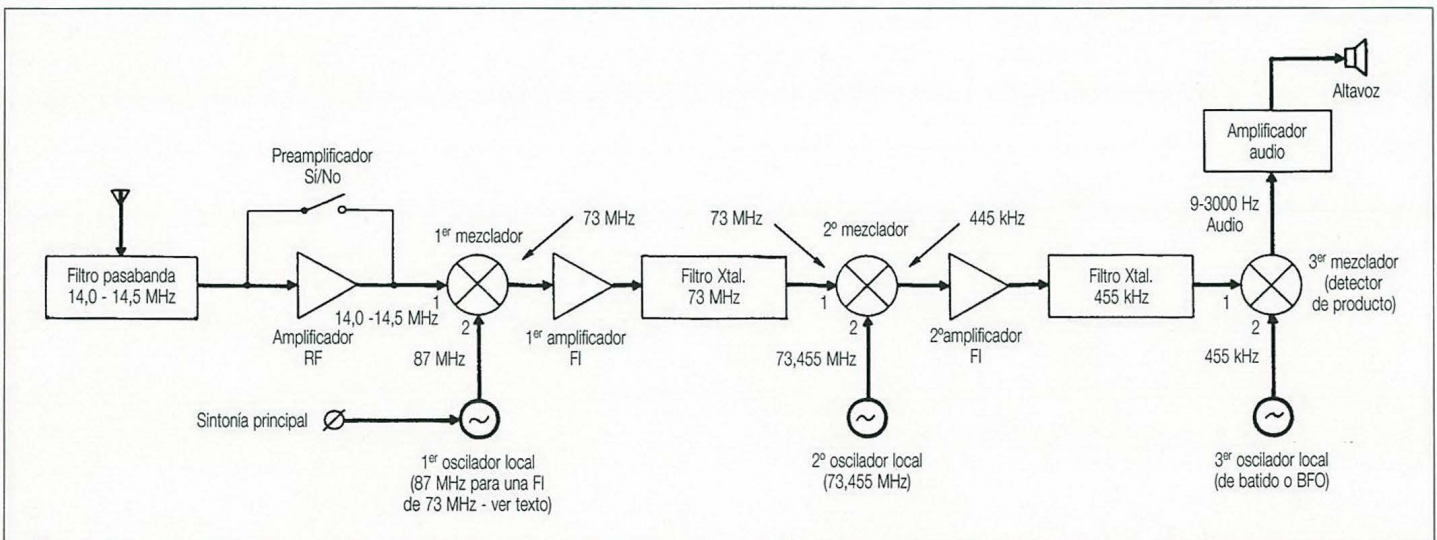 Altavoz
Amplificador
audio
Preamplificador
Sí/No
9-3000 Hz
Audio
1er mezclador
73 MHz
73 MHz
2º mezclador
445 kHz
Filtro pasabanda
14,0 - 14,5 MHz
Filtro Xtal.
73 MHz
Filtro Xtal.
455 kHz
3er mezclador
(detector
de producto)
1
2
14,0 -14,5 MHz
Amplificador
RF
87 MHz
1er amplificador
FI
1
2
73,455 MHz
2ºamplificador
FI
1
2
455 kHz
Sintonía principal
1er oscilador local
(87 MHz para una FI
de 73 MHz - ver texto)
2º oscilador local
(73,455 MHz)
3er oscilador local
(de batido o BFO)